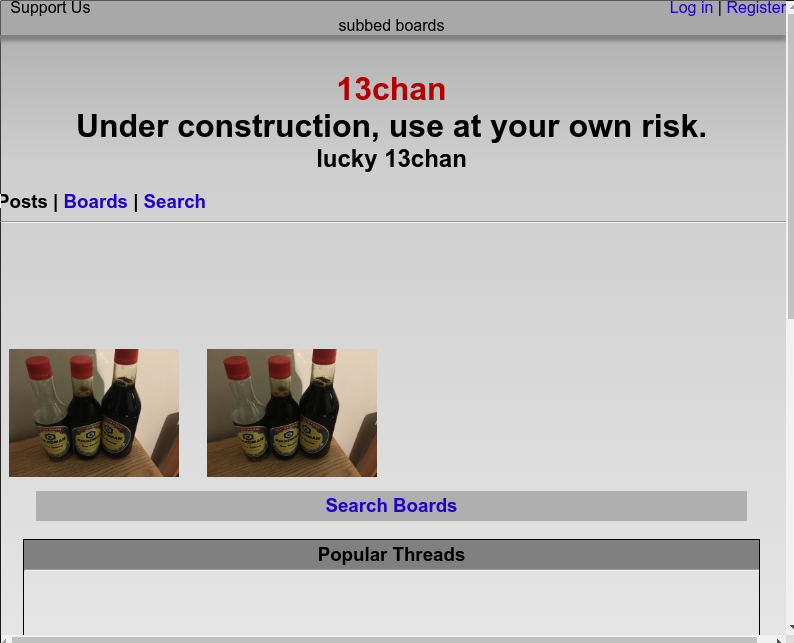 Support Us
Log in | Register
subbed boards
13chan
Under construction, use at your own risk.
lucky 13chan
Posts | Boards | Search
Search Boards
Popular Threads